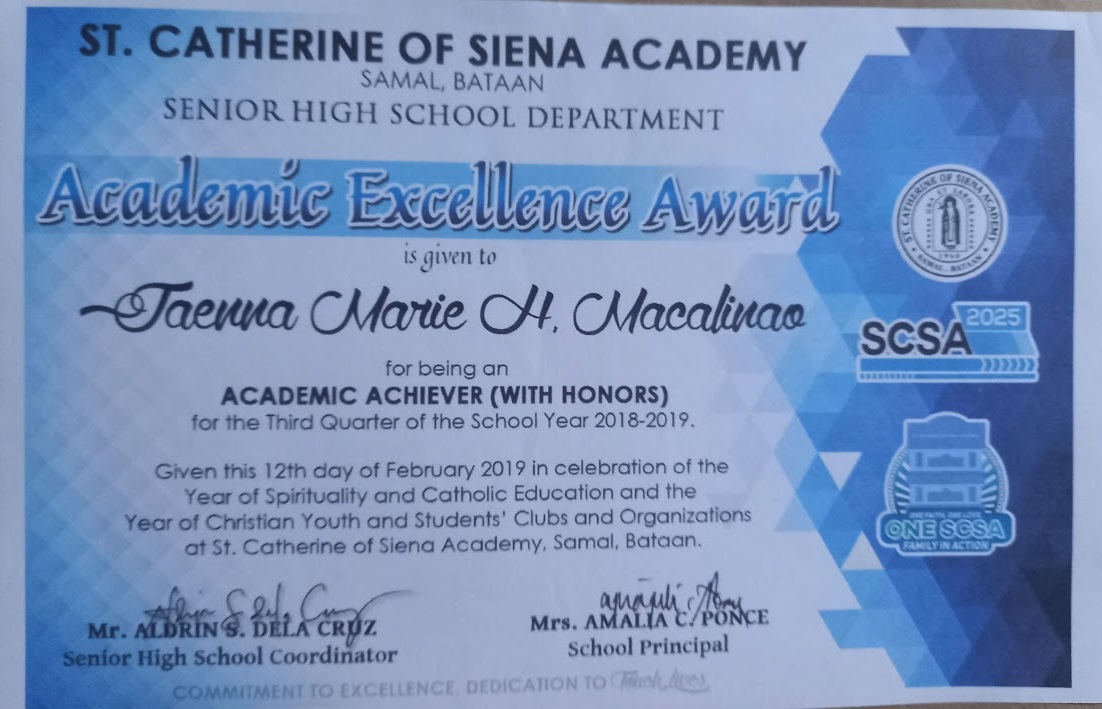 ST. CATHERINE OF SIENA ACADEMY
SAMAL, BATAAN
SENIOR HIGH SCHOOL DEPARTMENT
Academic Excellence Award
is given to
Jaenna Marie H. Macalinao
for being an
ACADEMIC ACHIEVER (WITH HONORS)
for the Third Quarter of the School Year 2018-2019.
Given this 12th day of February 2019 in celebration of the
Year of Spirituality and Catholic Education and the
Year of Christian Youth and Students' Clubs and Organizations
at St. Catherine of Siena Academy, Samal, Bataan.
Mr. ALDRIN S. DELA CRUZ
Senior High School Coordinator
Mrs. AMALIA C. PONCE
School Principal
COMMITMENT TO EXCELLENCE, DEDICATION TO Touch Lives
ST. CATHERINE OF SIENA ACADEMY
SAMAL, BATAAN
SCSA 2025
ONE SCSA
FAMILY IN ACTION